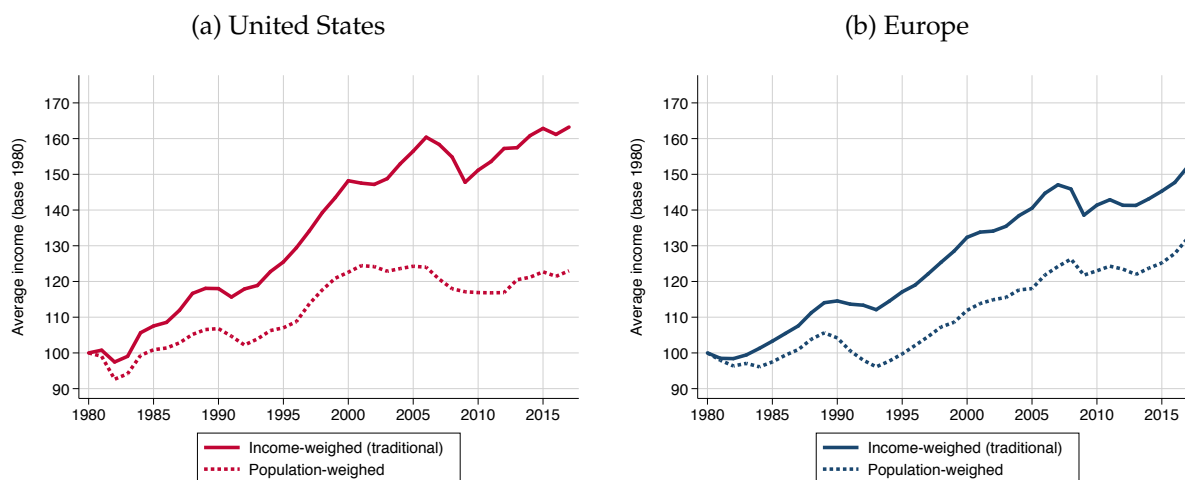 (a) United States
Average income (base 1980)
170
160
150
140
130
120
110
100
90
1980 1985 1990 1995 2000 2005 2010 2015
Income-weighed (traditional)
Population-weighed
(b) Europe
Average income (base 1980)
170
160
150
140
130
120
110
100
90
1980 1985 1990 1995 2000 2005 2010 2015
Income-weighed (traditional)
Population-weighed